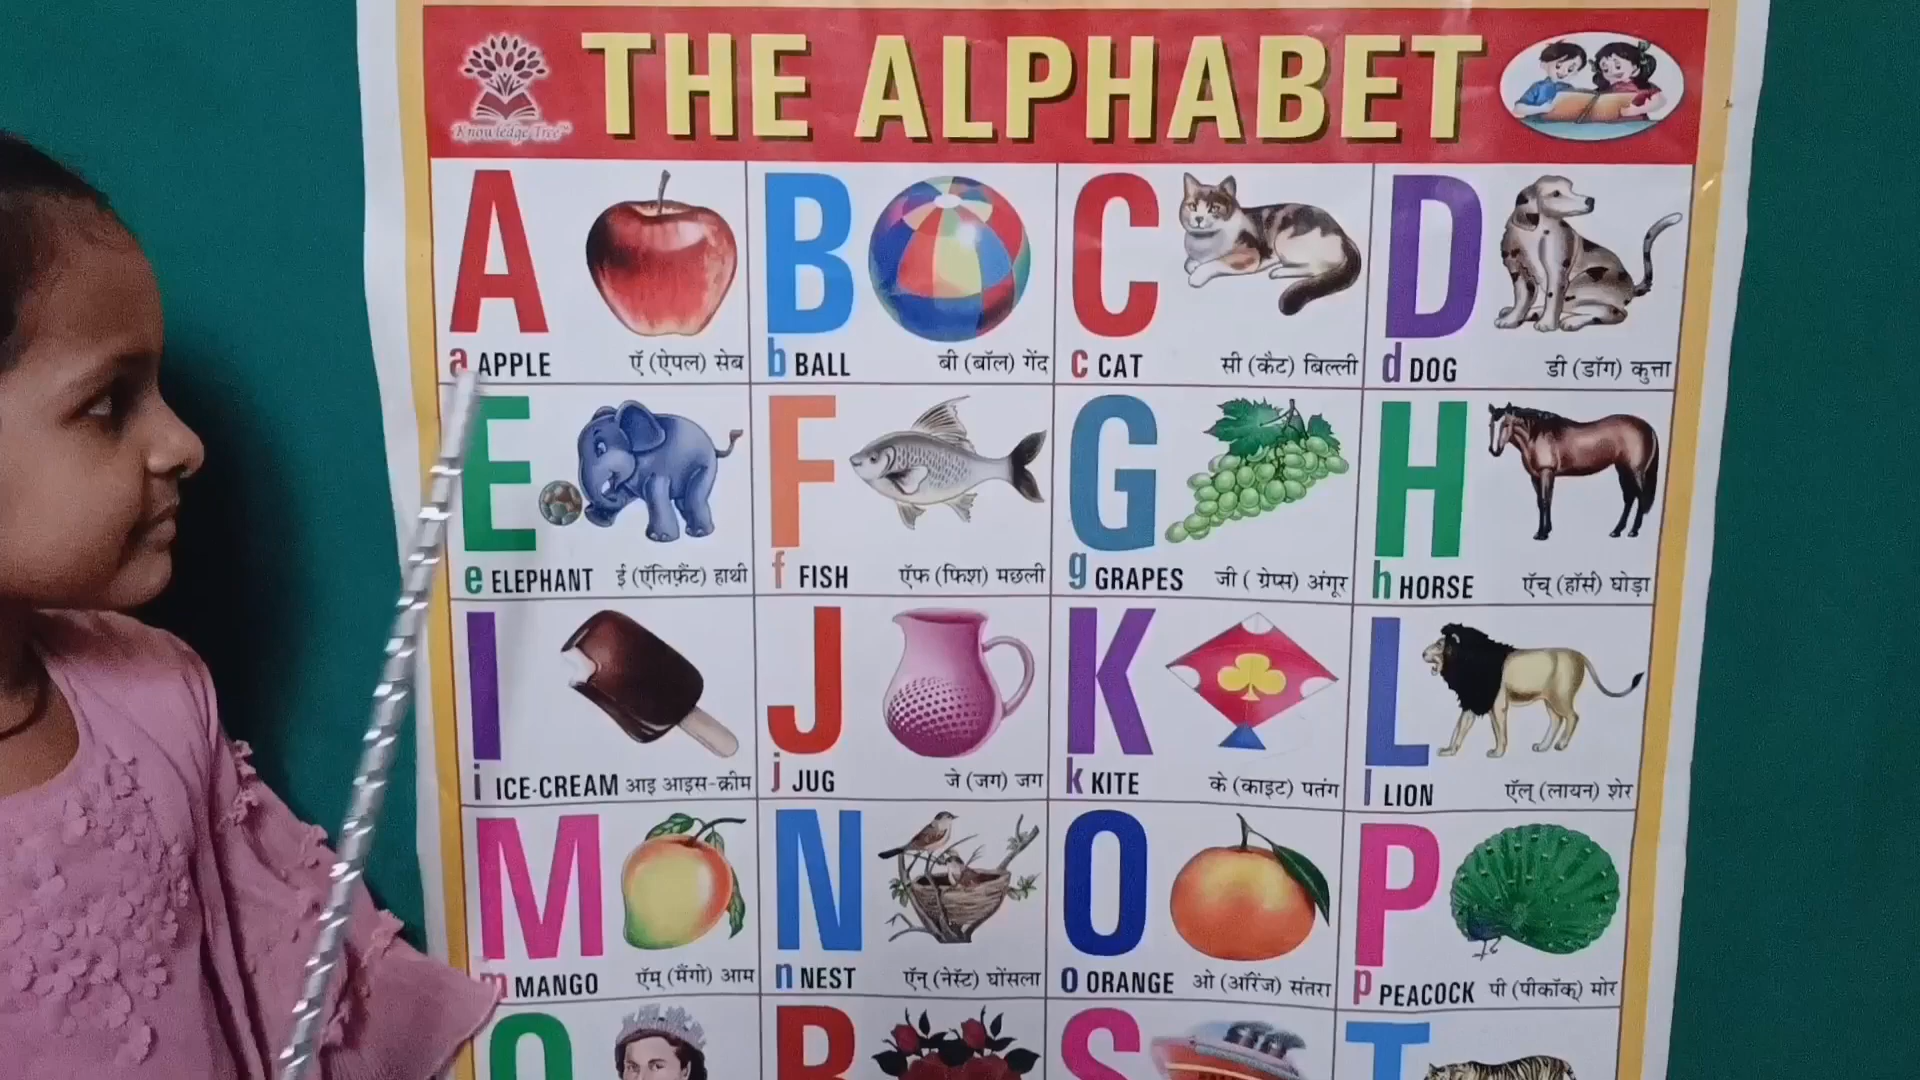 Knowledge Tree™
THE ALPHABET
A B C D
a APPLE ऍ (ऐपल) सेब b BALL बी (बॉल) गेंद c CAT सी (कैट) बिल्ली d DOG डी (डॉग) कुत्ता
E F G H
e ELEPHANT ई (ऍलिफ़ैंट) हाथी f FISH ऍफ (फिश) मछली g GRAPES जी ( ग्रेप्स) अंगूर h HORSE ऍच् (हॉर्स) घोड़ा
I J K L
i ICE-CREAM आइ आइस-क्रीम j JUG जे (जग) जग k KITE के (काइट) पतंग l LION ऍल् (लायन) शेर
M N O P
m MANGO ऍम् (मैंगो) आम n NEST ऍन् (नेस्ट) घोंसला o ORANGE ओ (ऑरेंज) संतरा p PEACOCK पी (पीकॉक्) मोर
Q R S T